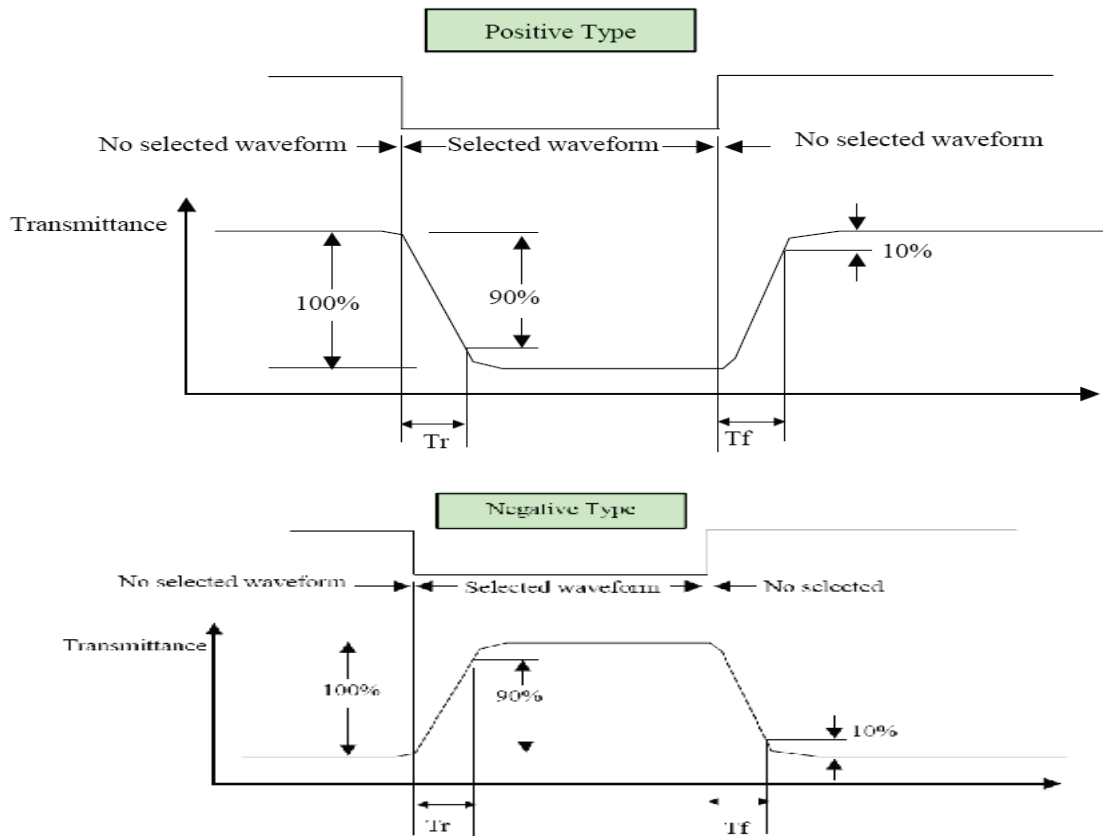 Positive Type
No selected waveform
Selected waveform
No selected waveform
Transmittance
100%
90%
10%
Tr
Tf
Negative Type
No selected waveform
Selected waveform
No selected
Transmittance
100%
90%
10%
Tr
Tf